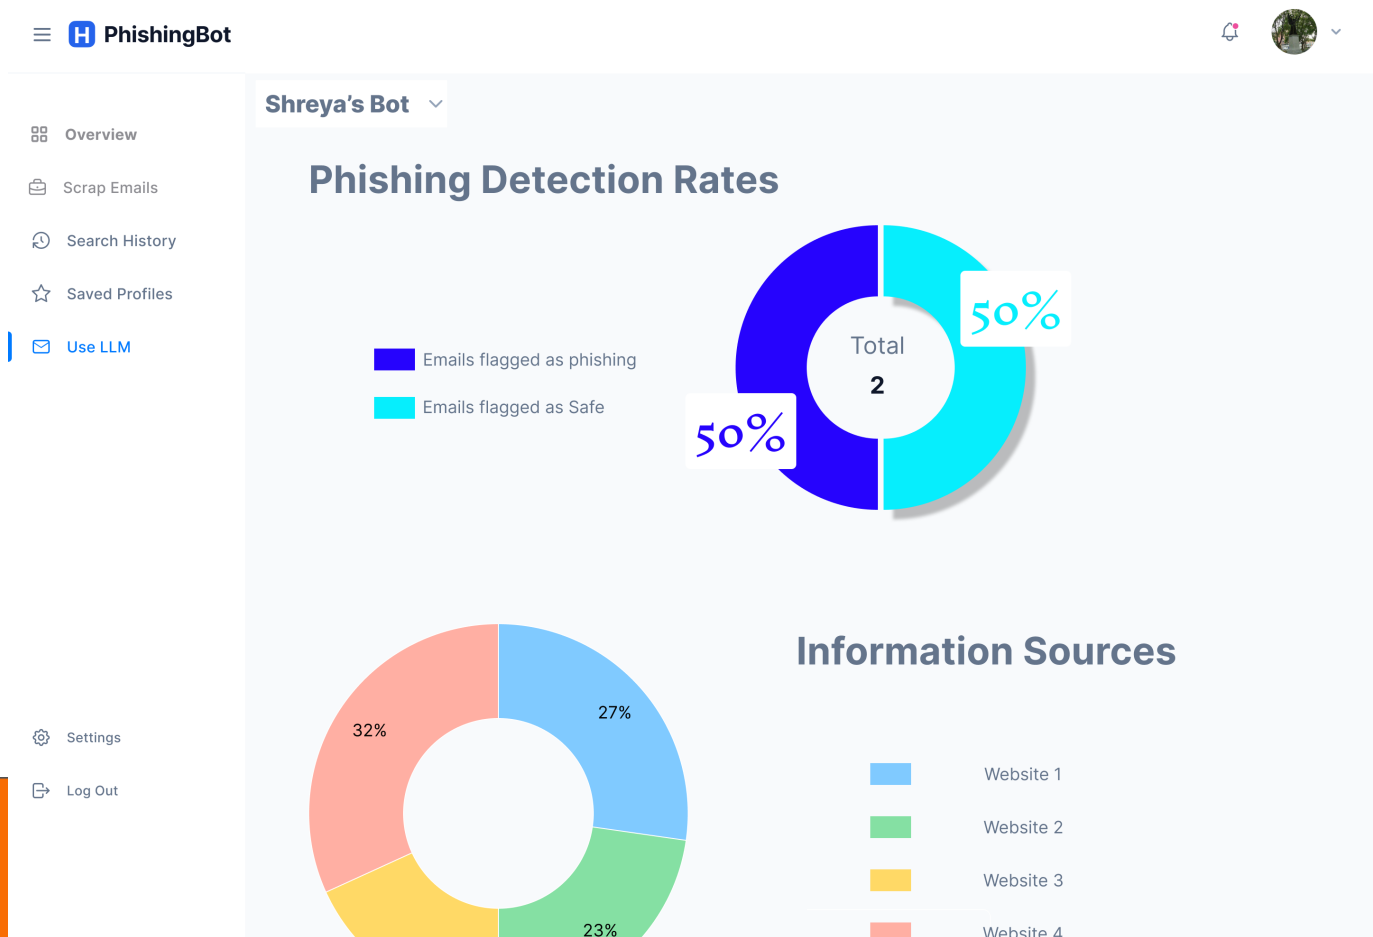 PhishingBot
Shreya’s Bot
Overview
Scrap Emails
Search History
Saved Profiles
Use LLM
Settings
Log Out
Phishing Detection Rates
Emails flagged as phishing
Emails flagged as Safe
50%
Total
2
50%
32%
27%
23%
Information Sources
Website 1
Website 2
Website 3
Website 4